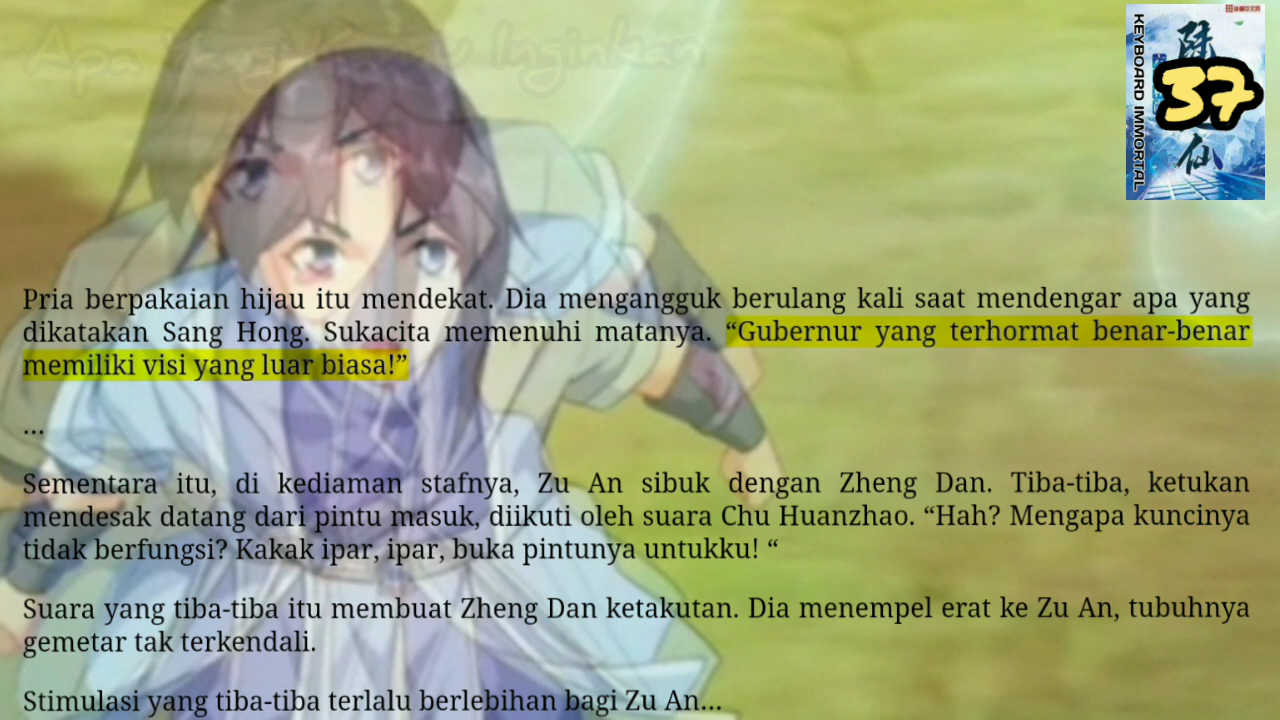 Apa Yang Kamu Inginkan
37
KEYBOARD IMMORTAL
仙
Pria berpakaian hijau itu mendekat. Dia mengangguk berulang kali saat mendengar apa yang
dikatakan Sang Hong. Sukacita memenuhi matanya. “Gubernur yang terhormat benar-benar
memiliki visi yang luar biasa!”
…
Sementara itu, di kediaman stafnya, Zu An sibuk dengan Zheng Dan. Tiba-tiba, ketukan
mendesak datang dari pintu masuk, diikuti oleh suara Chu Huanzhao. “Hah? Mengapa kuncinya
tidak berfungsi? Kakak ipar, ipar, buka pintunya untukku! “
Suara yang tiba-tiba itu membuat Zheng Dan ketakutan. Dia menempel erat ke Zu An, tubuhnya
gemetar tak terkendali.
Stimulasi yang tiba-tiba terlalu berlebihan bagi Zu An…